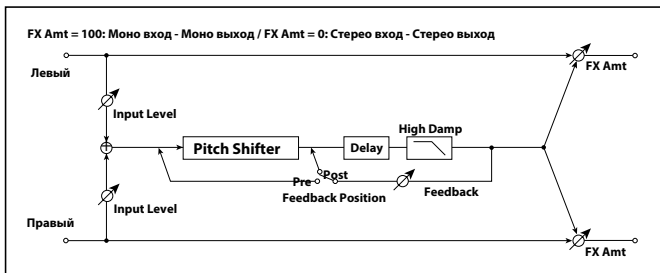 FX Amt = 100: Моно вход - Моно выход / FX Amt = 0: Стерео вход - Стерео выход
Левый
FX Amt
Input Level
High Damp
Pitch Shifter
Delay
Post
Pre
Feedback
Feedback Position
Input Level
Правый
FX Amt